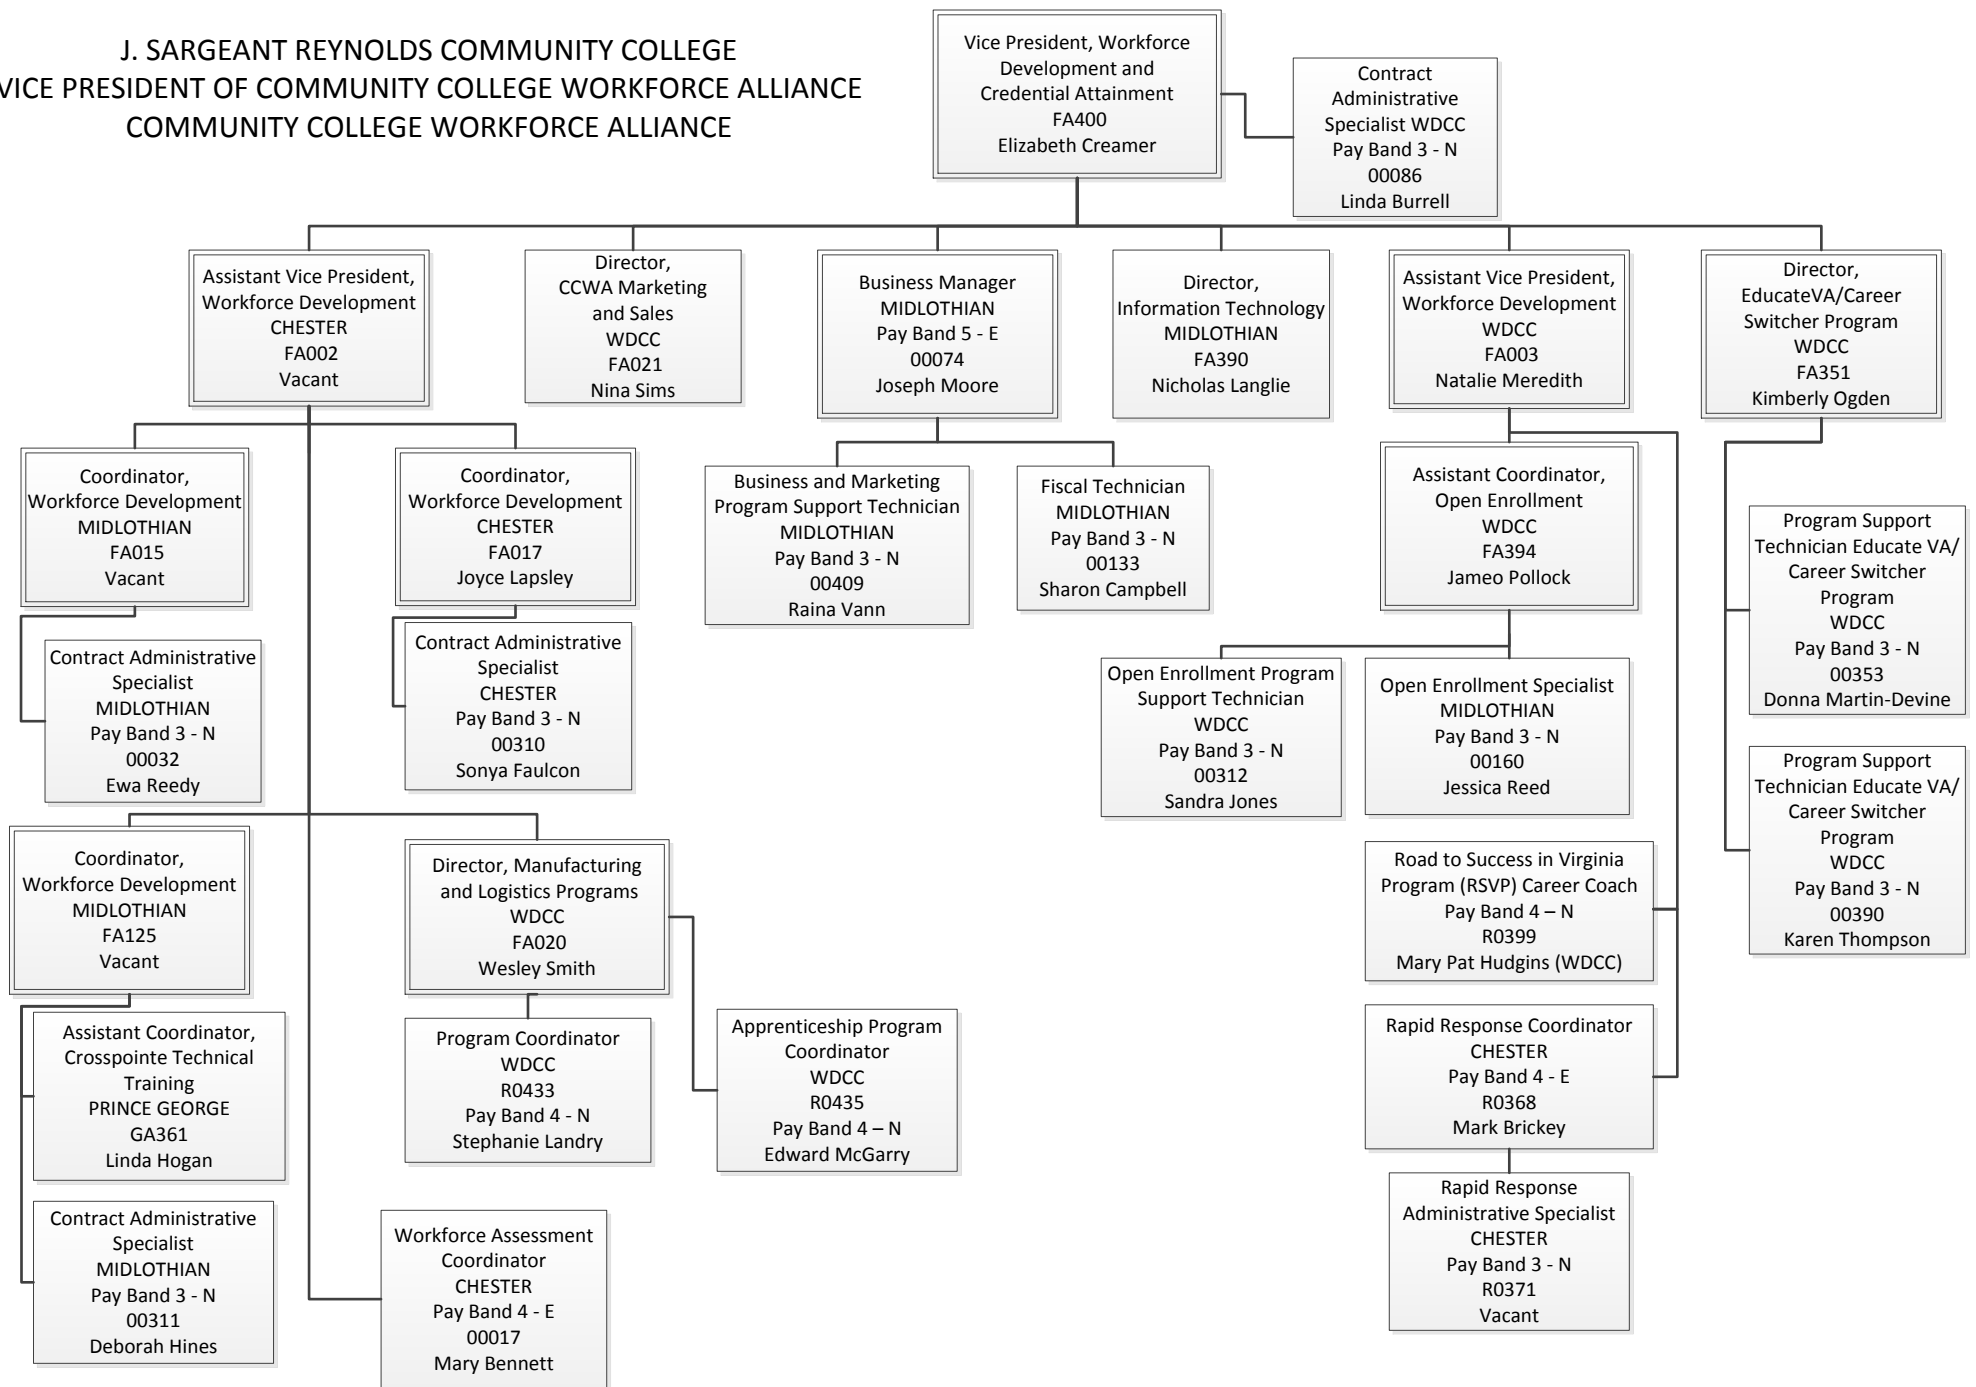 J. SARGEANT REYNOLDS COMMUNITY COLLEGE
VICE PRESIDENT OF COMMUNITY COLLEGE WORKFORCE ALLIANCE
COMMUNITY COLLEGE WORKFORCE ALLIANCE
Vice President, Workforce
Development and
Credential Attainment
FA400
Elizabeth Creamer
Contract
Administrative
Specialist WDCC
Pay Band 3 - N
00086
Linda Burrell
Assistant Vice President,
Workforce Development
CHESTER
FA002
Vacant
Director,
CCWA Marketing
and Sales
WDCC
FA021
Nina Sims
Business Manager
MIDLOTHIAN
Pay Band 5 - E
00074
Joseph Moore
Director,
Information Technology
MIDLOTHIAN
FA390
Nicholas Langlie
Assistant Vice President,
Workforce Development
WDCC
FA003
Natalie Meredith
Director,
EducateVA/Career
Switcher Program
WDCC
FA351
Kimberly Ogden
Coordinator,
Workforce Development
MIDLOTHIAN
FA015
Vacant
Coordinator,
Workforce Development
CHESTER
FA017
Joyce Lapsley
Business and Marketing
Program Support Technician
MIDLOTHIAN
Pay Band 3 - N
00409
Raina Vann
Fiscal Technician
MIDLOTHIAN
Pay Band 3 - N
00133
Sharon Campbell
Assistant Coordinator,
Open Enrollment
WDCC
FA394
Jameo Pollock
Program Support
Technician Educate VA/
Career Switcher
Program
WDCC
Pay Band 3 - N
00353
Donna Martin-Devine
Contract Administrative
Specialist
MIDLOTHIAN
Pay Band 3 - N
00032
Ewa Reedy
Contract Administrative
Specialist
CHESTER
Pay Band 3 - N
00310
Sonya Faulcon
Open Enrollment Program
Support Technician
WDCC
Pay Band 3 - N
00312
Sandra Jones
Open Enrollment Specialist
MIDLOTHIAN
Pay Band 3 - N
00160
Jessica Reed
Program Support
Technician Educate VA/
Career Switcher
Program
WDCC
Pay Band 3 - N
00390
Karen Thompson
Coordinator,
Workforce Development
MIDLOTHIAN
FA125
Vacant
Director, Manufacturing
and Logistics Programs
WDCC
FA020
Wesley Smith
Road to Success in Virginia
Program (RSVP) Career Coach
Pay Band 4 – N
R0399
Mary Pat Hudgins (WDCC)
Assistant Coordinator,
Crosspointe Technical
Training
PRINCE GEORGE
GA361
Linda Hogan
Program Coordinator
WDCC
R0433
Pay Band 4 - N
Stephanie Landry
Apprenticeship Program
Coordinator
WDCC
R0435
Pay Band 4 – N
Edward McGarry
Rapid Response Coordinator
CHESTER
Pay Band 4 - E
R0368
Mark Brickey
Contract Administrative
Specialist
MIDLOTHIAN
Pay Band 3 - N
00311
Deborah Hines
Workforce Assessment
Coordinator
CHESTER
Pay Band 4 - E
00017
Mary Bennett
Rapid Response
Administrative Specialist
CHESTER
Pay Band 3 - N
R0371
Vacant